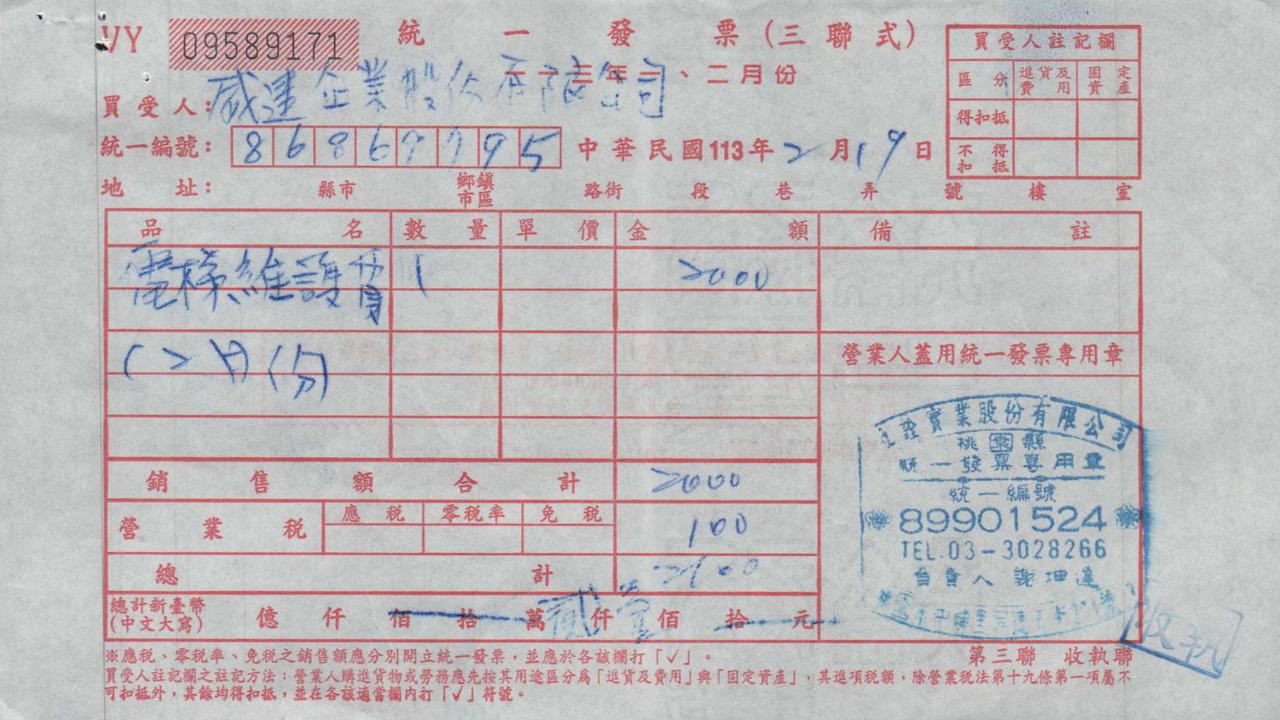 VY 09589171 統一發票(三聯式)
一一三年一、二月份
買受人:威達企業股份有限公司
統一編號: 86867795 中華民國113年2月19日
地址: 縣市 鄉鎮市區 路街 段 巷 弄 號 樓 室
買受人註記欄
區分 進貨及費用 固定資產
得扣抵
不得扣抵
品名 數量 單價 金額 備註
電梯維護費 1 2000
(2月份)
營業人蓋用統一發票專用章
銷售額合計 2000
營業稅 應稅 零稅率 免稅 100
總計 2100
總計新臺幣(中文大寫) 億仟佰拾萬貳仟壹佰拾元
實業股份有限公司
桃園縣
統一發票專用章
統一編號
89901524
TEL.03-3028266
負責人 謝坤達
收執
第三聯 收執聯
※應稅、零稅率、免稅之銷售額應分別開立統一發票,並應於各該欄打「✓」。
買受人註記欄之註記方法:營業人購進貨物或勞務應先按其用途區分爲「進貨及費用」與「固定資產」,其進項稅額,除營業稅法第十九條第一項屬不
可扣抵外,其餘均得扣抵,並在各該適當欄內打「✓」符號。